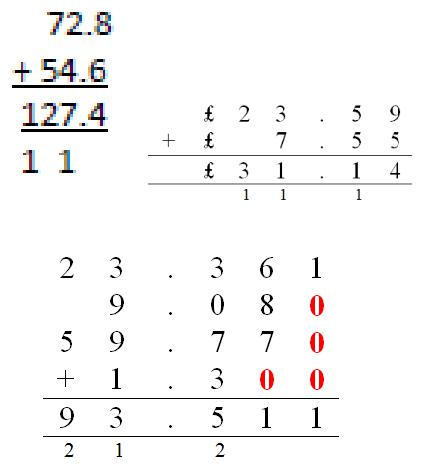 72.8
+ 54.6
127.4
1 1
£ 2 3 . 5 9
+ £ 7 . 5 5
£ 3 1 . 1 4
1 1 1
2 3 . 3 6 1
9 . 0 8 0
5 9 . 7 7 0
+ 1 . 3 0 0
9 3 . 5 1 1
2 1 2